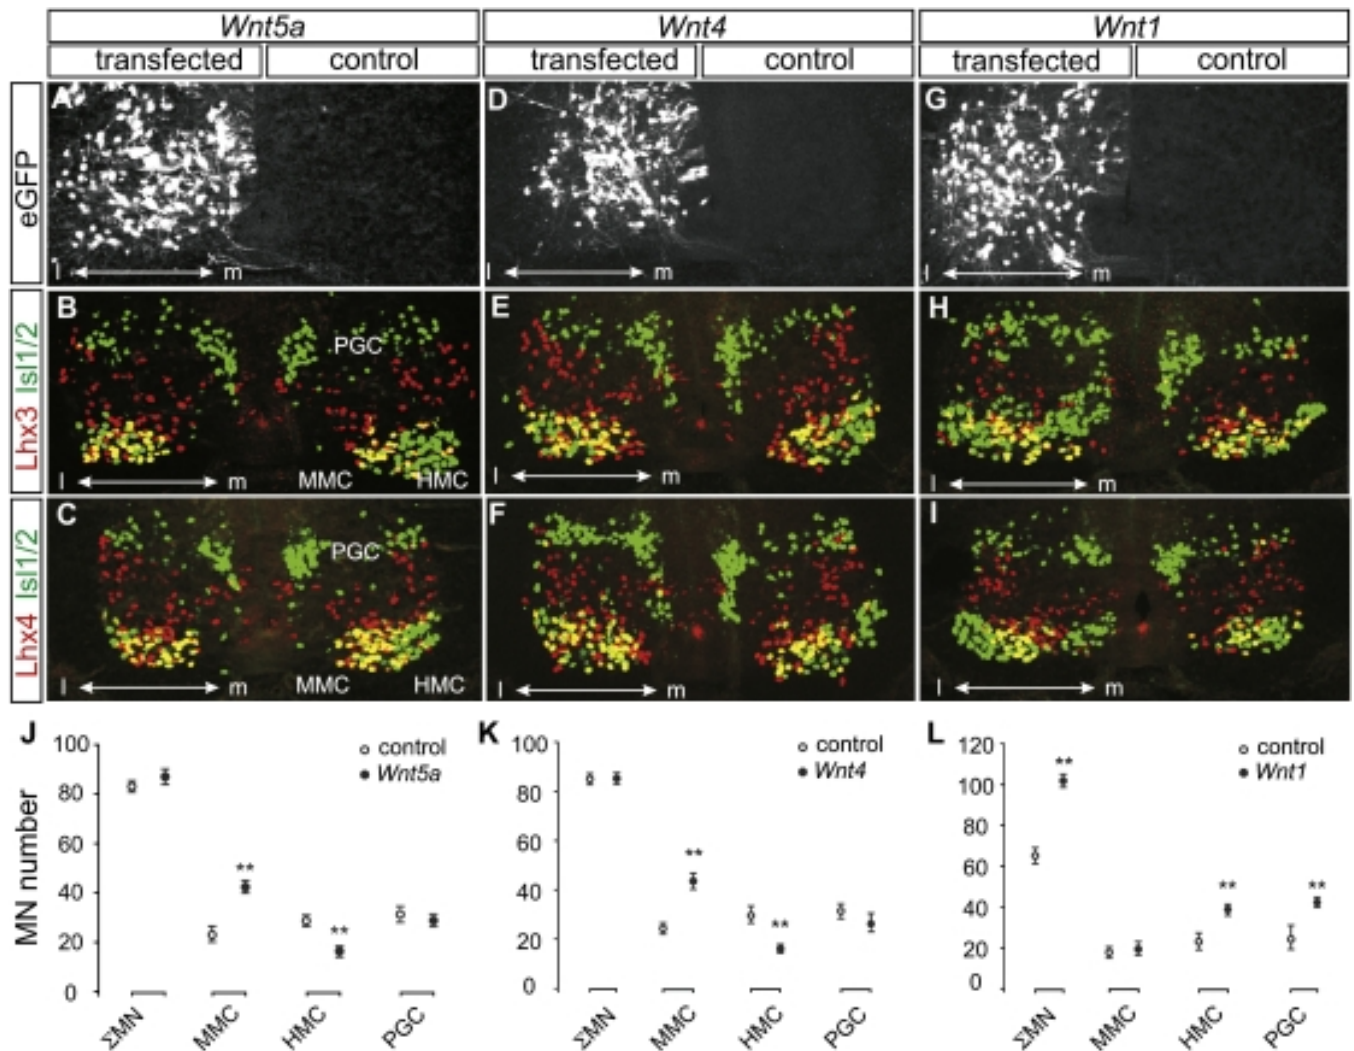 Wnt5a Wnt4 Wnt1
transfected control transfected control transfected control
eGFP
A D G
l m l m l m
Lhx3 Isl1/2
B E H
PGC
l m MMC HMC l m l m
Lhx4 Isl1/2
C F I
PGC
l m MMC HMC l m l m
J
MN number
100
80
60
40
20
0
control
Wnt5a
**
**
ΣMN MMC HMC PGC
K
100
80
60
40
20
0
control
Wnt4
**
**
ΣMN MMC HMC PGC
L
120
100
80
60
40
20
0
control
Wnt1
**
**
**
ΣMN MMC HMC PGC